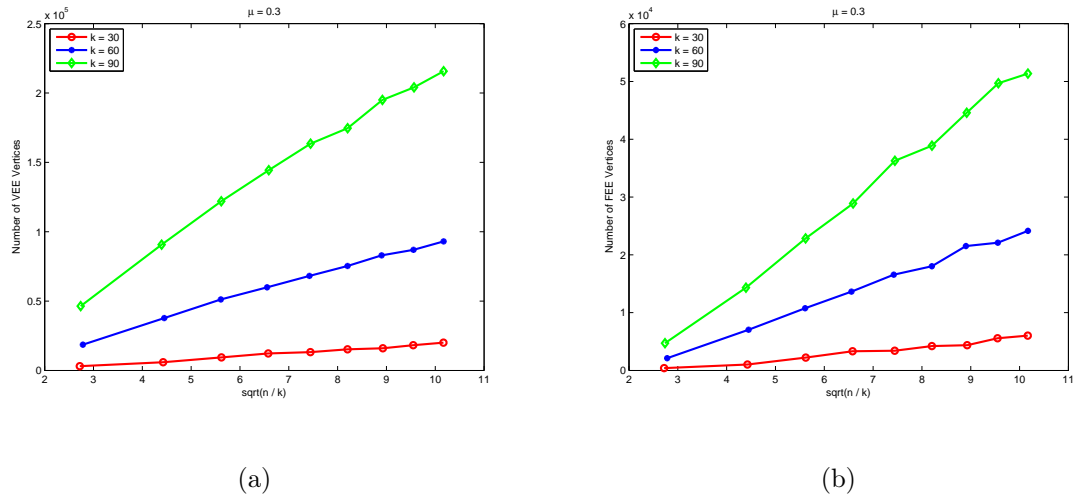 x 10^5
μ = 0.3
k = 30
k = 60
k = 90
2.5
2
1.5
1
0.5
0
Number of VEE Vertices
2 3 4 5 6 7 8 9 10 11
sqrt(n / k)
(a)
x 10^4
μ = 0.3
k = 30
k = 60
k = 90
6
5
4
3
2
1
0
Number of FEE Vertices
2 3 4 5 6 7 8 9 10 11
sqrt(n / k)
(b)